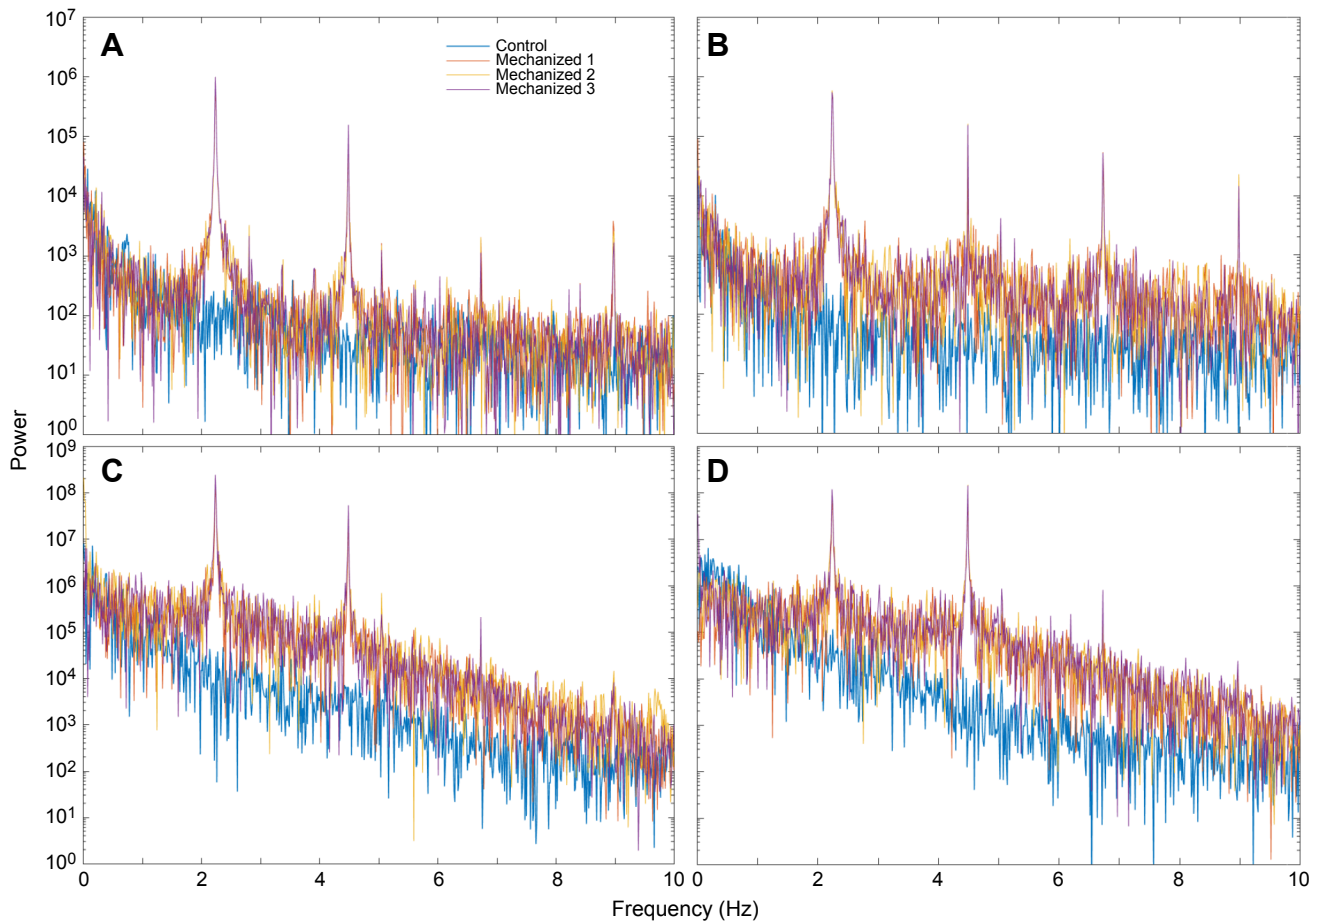 A
B
Control
Mechanized 1
Mechanized 2
Mechanized 3
10⁷
10⁶
10⁵
10⁴
10³
10²
10¹
10⁰
C
D
10⁹
10⁸
10⁷
10⁶
10⁵
10⁴
10³
10²
10¹
10⁰
Power
0 2 4 6 8 10 0 2 4 6 8 10
Frequency (Hz)